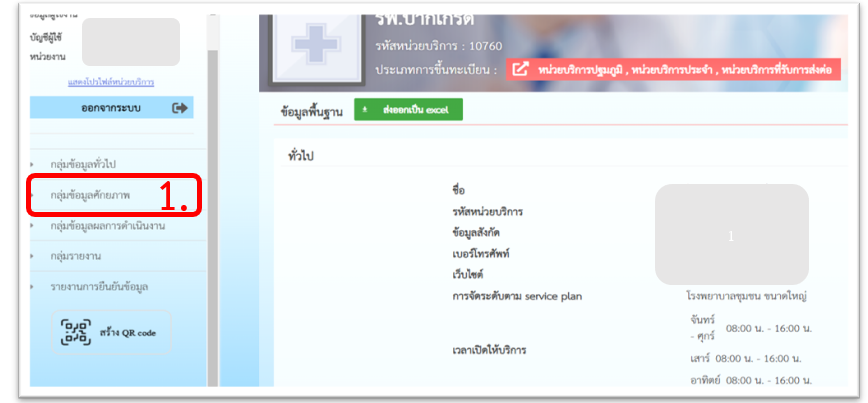 ข้อมูลผู้ใช้งาน
บัญชีผู้ใช้
หน่วยงาน
แสดงโปรไฟล์หน่วยบริการ
ออกจากระบบ
กลุ่มข้อมูลทั่วไป
กลุ่มข้อมูลศักยภาพ 1.
กลุ่มข้อมูลผลการดำเนินงาน
กลุ่มรายงาน
รายงานการยืนยันข้อมูล
สร้าง QR code
รพ.ปากเกร็ด
รหัสหน่วยบริการ : 10760
ประเภทการขึ้นทะเบียน : หน่วยบริการปฐมภูมิ , หน่วยบริการประจำ , หน่วยบริการที่รับการส่งต่อ
ข้อมูลพื้นฐาน ส่งออกเป็น excel
ทั่วไป
ชื่อ
รหัสหน่วยบริการ
ข้อมูลสังกัด
1
เบอร์โทรศัพท์
เว็บไซต์
การจัดระดับตาม service plan โรงพยาบาลชุมชน ขนาดใหญ่
เวลาเปิดให้บริการ
จันทร์
- ศุกร์ 08:00 น. - 16:00 น.
เสาร์ 08:00 น. - 16:00 น.
อาทิตย์ 08:00 น. - 16:00 น.